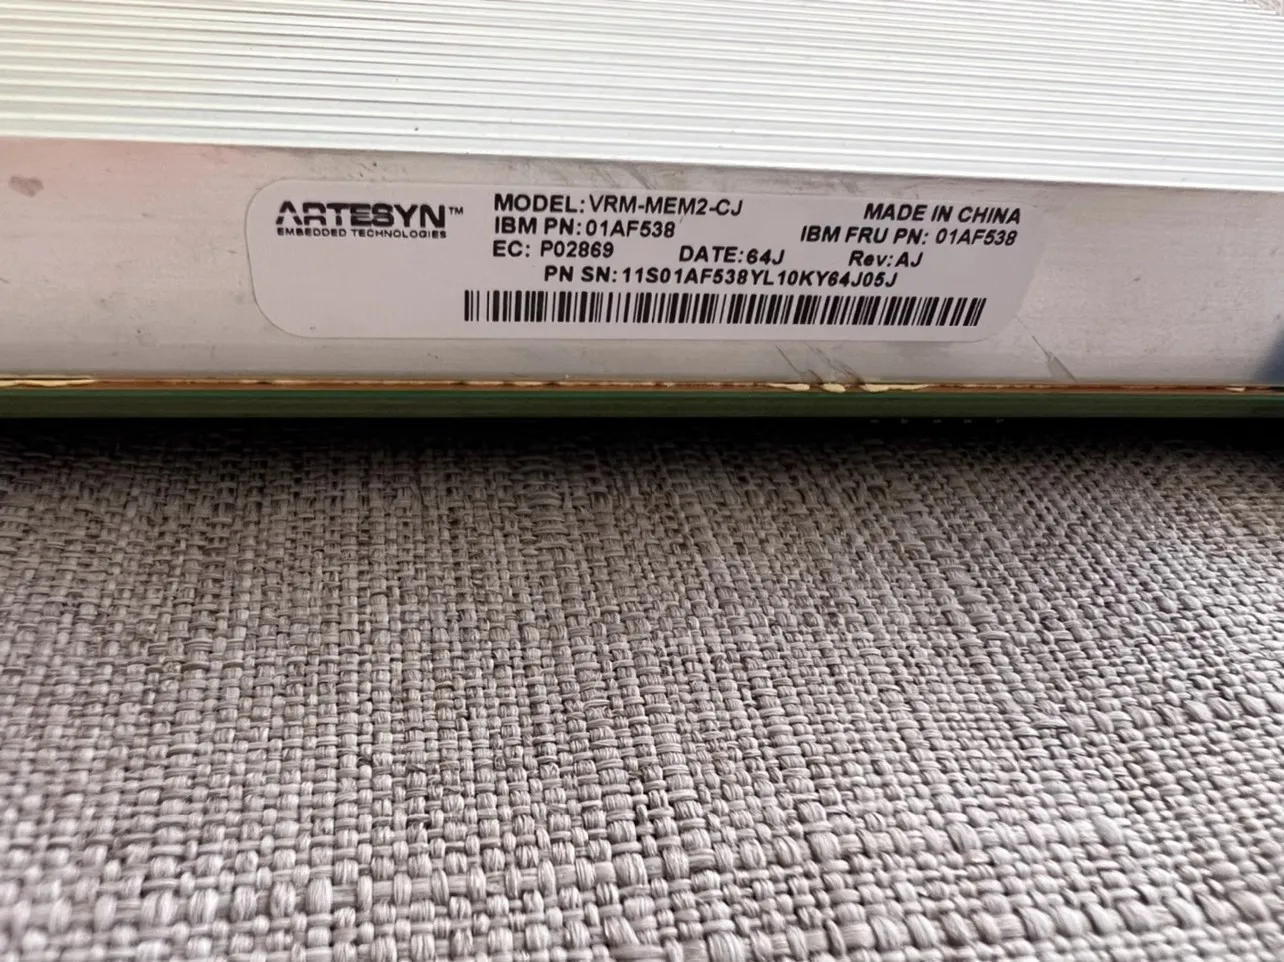 ARTESYN™
EMBEDDED TECHNOLOGIES
MODEL: VRM-MEM2-CJ
MADE IN CHINA
IBM PN: 01AF538
IBM FRU PN: 01AF538
EC: P02869 DATE: 64J Rev: AJ
PN SN: 11S01AF538YL10KY64J05J